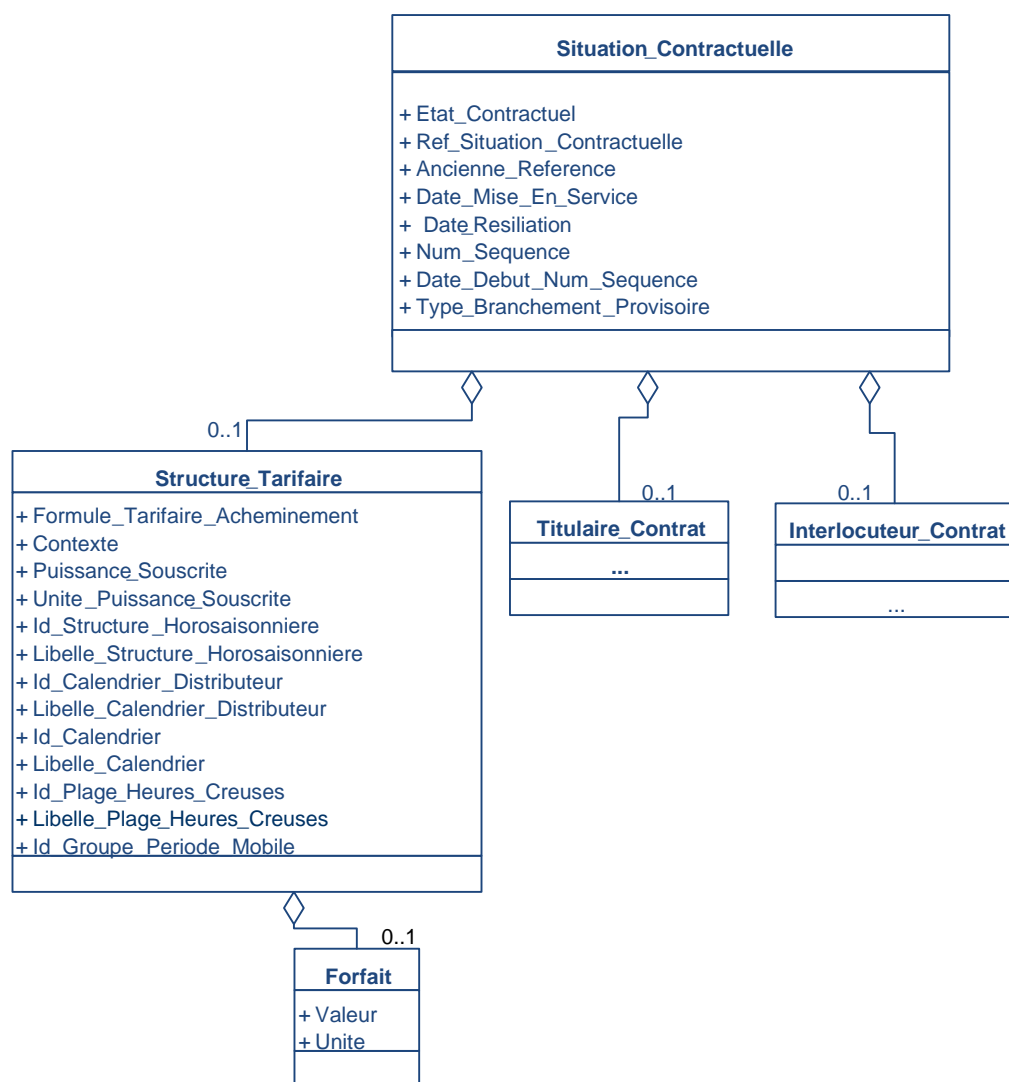 Situation_Contractuelle
+ Etat_Contractuel
+ Ref_Situation_Contractuelle
+ Ancienne_Reference
+ Date_Mise_En_Service
+ Date_Resiliation
+ Num_Sequence
+ Date_Debut_Num_Sequence
+ Type_Branchement_Provisoire
0..1
Structure_Tarifaire
+ Formule_Tarifaire_Acheminement
+ Contexte
+ Puissance_Souscrite
+ Unite_Puissance_Souscrite
+ Id_Structure_Horosaisonniere
+ Libelle_Structure_Horosaisonniere
+ Id_Calendrier_Distributeur
+ Libelle_Calendrier_Distributeur
+ Id_Calendrier
+ Libelle_Calendrier
+ Id_Plage_Heures_Creuses
+ Libelle_Plage_Heures_Creuses
+ Id_Groupe_Periode_Mobile
0..1
Titulaire_Contrat
...
0..1
Interlocuteur_Contrat
...
0..1
Forfait
+ Valeur
+ Unite